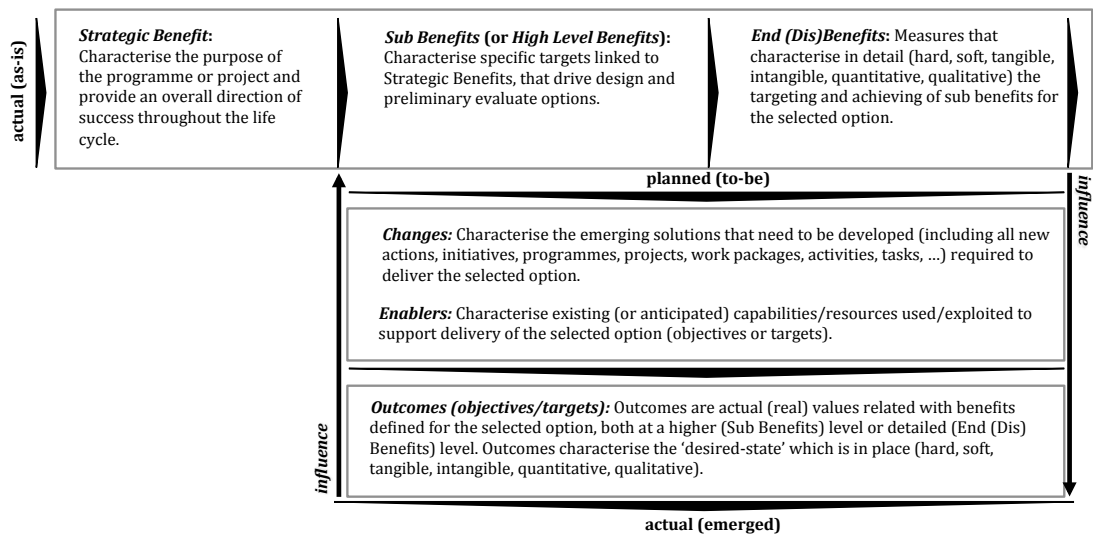 actual (as-is)
Strategic Benefit:
Characterise the purpose of
the programme or project and
provide an overall direction of
success throughout the life
cycle.
Sub Benefits (or High Level Benefits):
Characterise specific targets linked to
Strategic Benefits, that drive design and
preliminary evaluate options.
End (Dis)Benefits: Measures that
characterise in detail (hard, soft, tangible,
intangible, quantitative, qualitative) the
targeting and achieving of sub benefits for
the selected option.
planned (to-be)
influence
Changes: Characterise the emerging solutions that need to be developed (including all new
actions, initiatives, programmes, projects, work packages, activities, tasks, ...) required to
deliver the selected option.
Enablers: Characterise existing (or anticipated) capabilities/resources used/exploited to
support delivery of the selected option (objectives or targets).
Outcomes (objectives/targets): Outcomes are actual (real) values related with benefits
defined for the selected option, both at a higher (Sub Benefits) level or detailed (End (Dis)
Benefits) level. Outcomes characterise the ‘desired-state’ which is in place (hard, soft,
tangible, intangible, quantitative, qualitative).
influence
actual (emerged)